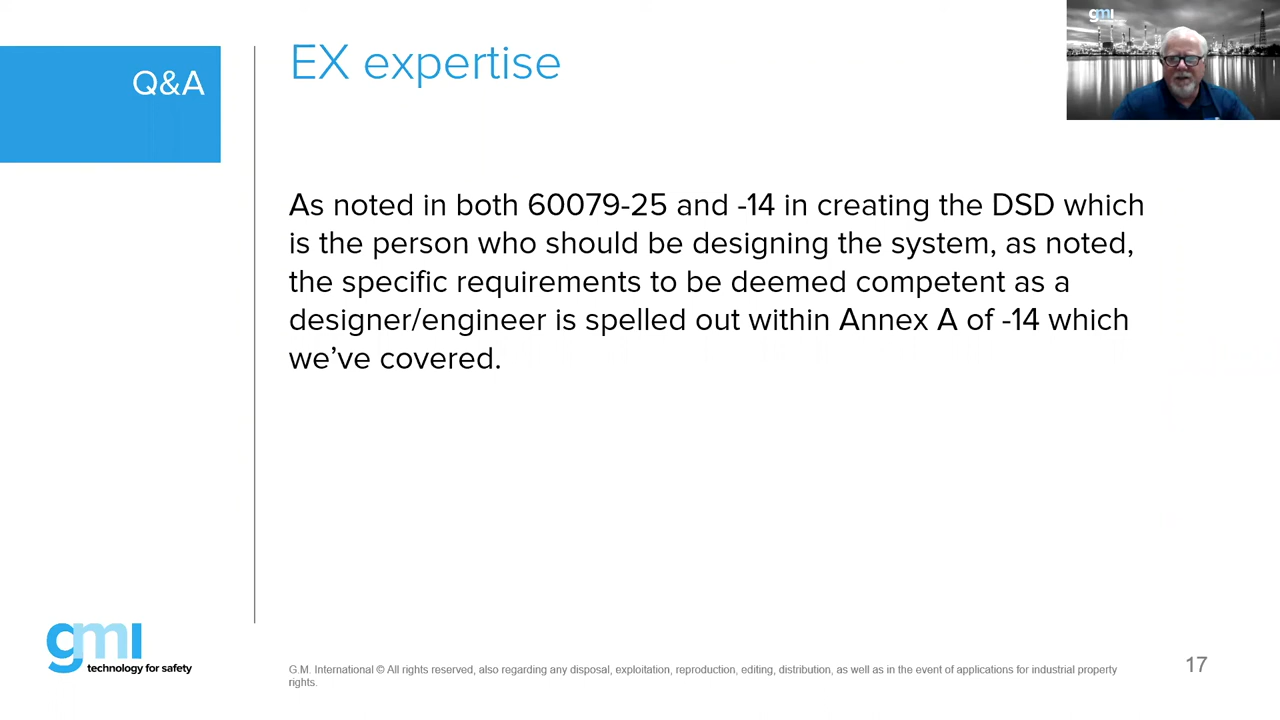 Q&A
EX expertise
gmi
As noted in both 60079-25 and -14 in creating the DSD which
is the person who should be designing the system, as noted,
the specific requirements to be deemed competent as a
designer/engineer is spelled out within Annex A of -14 which
we’ve covered.
gmi
technology for safety
G.M. International © All rights reserved, also regarding any disposal, exploitation, reproduction, editing, distribution, as well as in the event of applications for industrial property
rights.
17